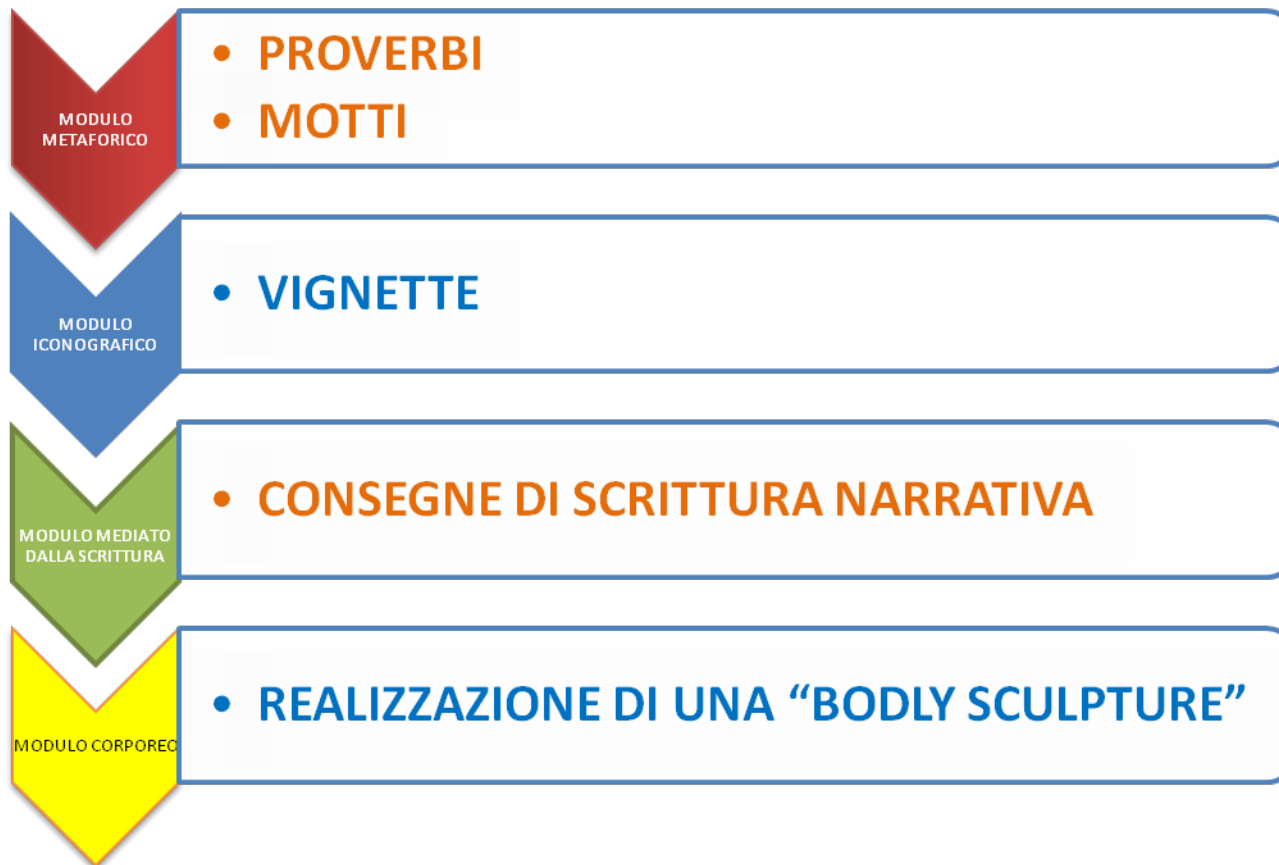 MODULO
METAFORICO
• PROVERBI
• MOTTI
MODULO
ICONOGRAFICO
• VIGNETTE
MODULO MEDIATO
DALLA SCRITTURA
• CONSEGNE DI SCRITTURA NARRATIVA
MODULO CORPOREO
• REALIZZAZIONE DI UNA “BODLY SCULPTURE”